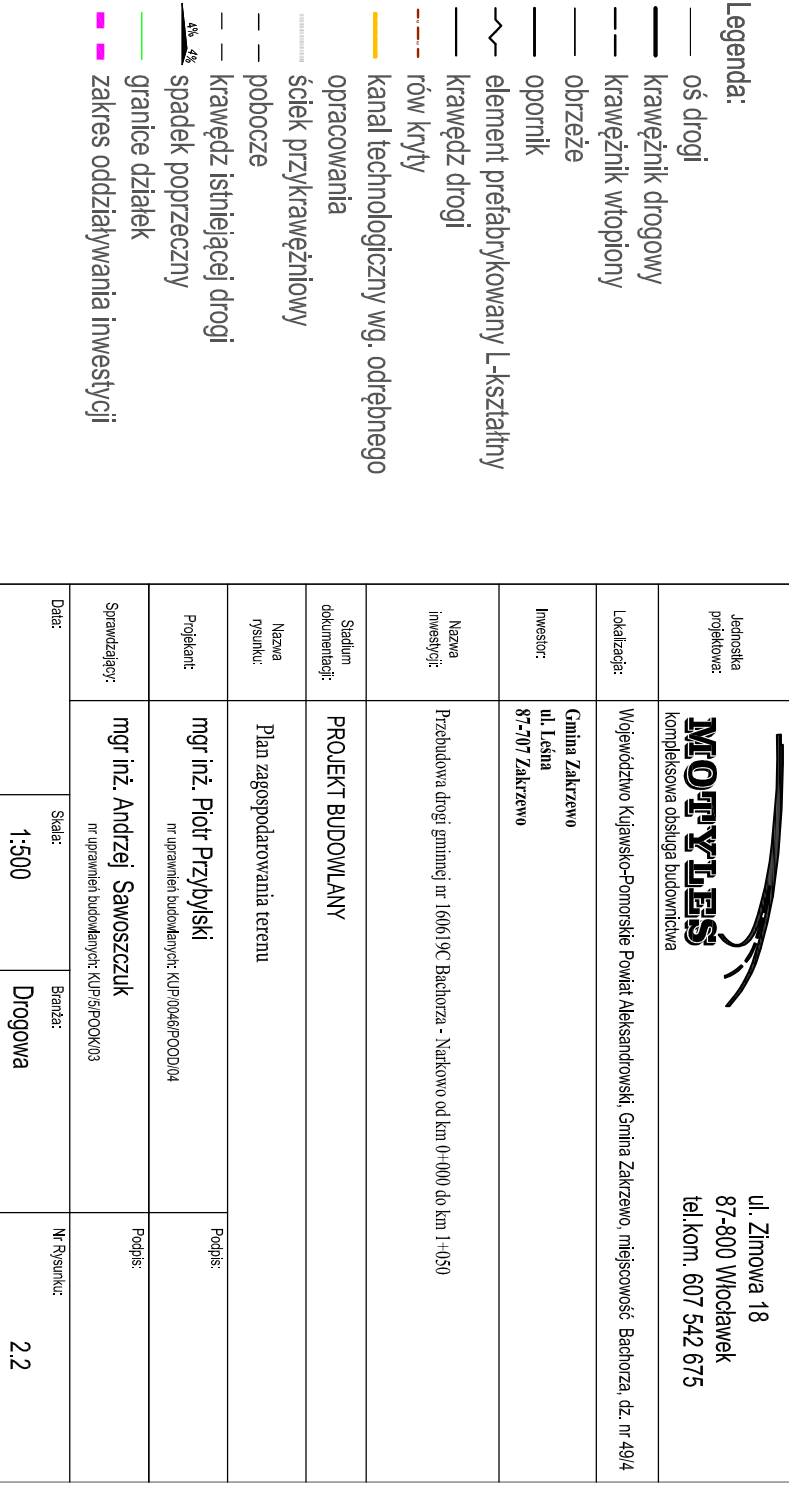 Legenda:
oś drogi
krawężnik drogowy
krawężnik wtopiony
obrzeże
opornik
element prefabrykowany L-kształtny
krawędz drogi
rów kryty
kanal technologiczny wg. odrębnego
opracowania
ściek przykrawężniowy
pobocze
krawędz istniejącej drogi
4% 4%
spadek poprzeczny
granice działek
zakres oddziaływania inwestycji
Jednostka
projektowa:
MOTYLES
kompleksowa obsługa budownictwa
ul. Zimowa 18
87-800 Włocławek
tel.kom. 607 542 675
Lokalizacja:
Województwo Kujawsko-Pomorskie Powiat Aleksandrowski, Gmina Zakrzewo, miejscowość Bachorza, dz. nr 49/4
Inwestor:
Gmina Zakrzewo
ul. Leśna
87-707 Zakrzewo
Nazwa
inwestycji:
Przebudowa drogi gminnej nr 160619C Bachorza - Narkowo od km 0+000 do km 1+050
Stadium
dokumentacji:
PROJEKT BUDOWLANY
Nazwa
rysunku:
Plan zagospodarowania terenu
Projekant:
mgr inż. Piotr Przybylski
nr uprawnień budowlanych: KUP/0046/POOD/04
Podpis:
Sprawdzający:
mgr inż. Andrzej Sawoszczuk
nr uprawnień budowlanych: KUP/5/POOK/03
Podpis:
Data:
Skala:
1:500
Branża:
Drogowa
Nr Rysunku:
2.2